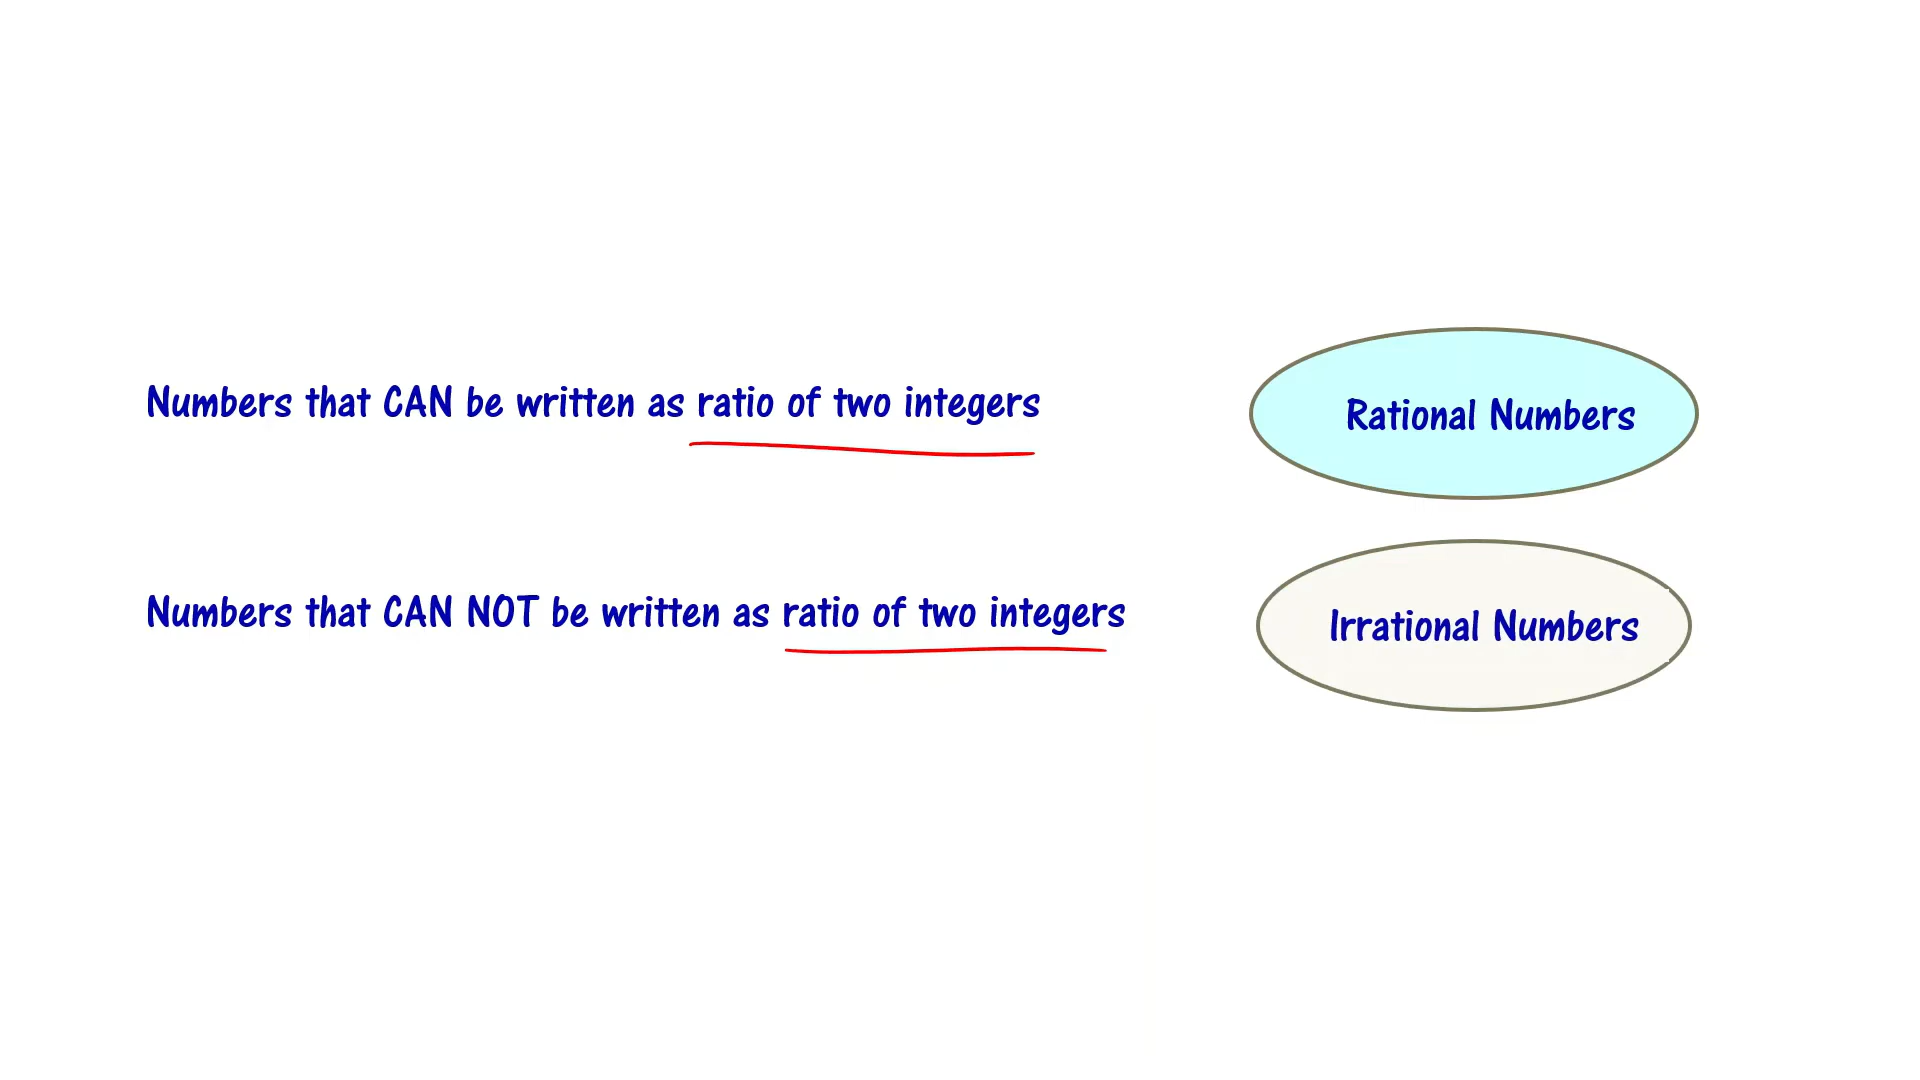 Numbers that CAN be written as ratio of two integers
Rational Numbers
Numbers that CAN NOT be written as ratio of two integers
Irrational Numbers